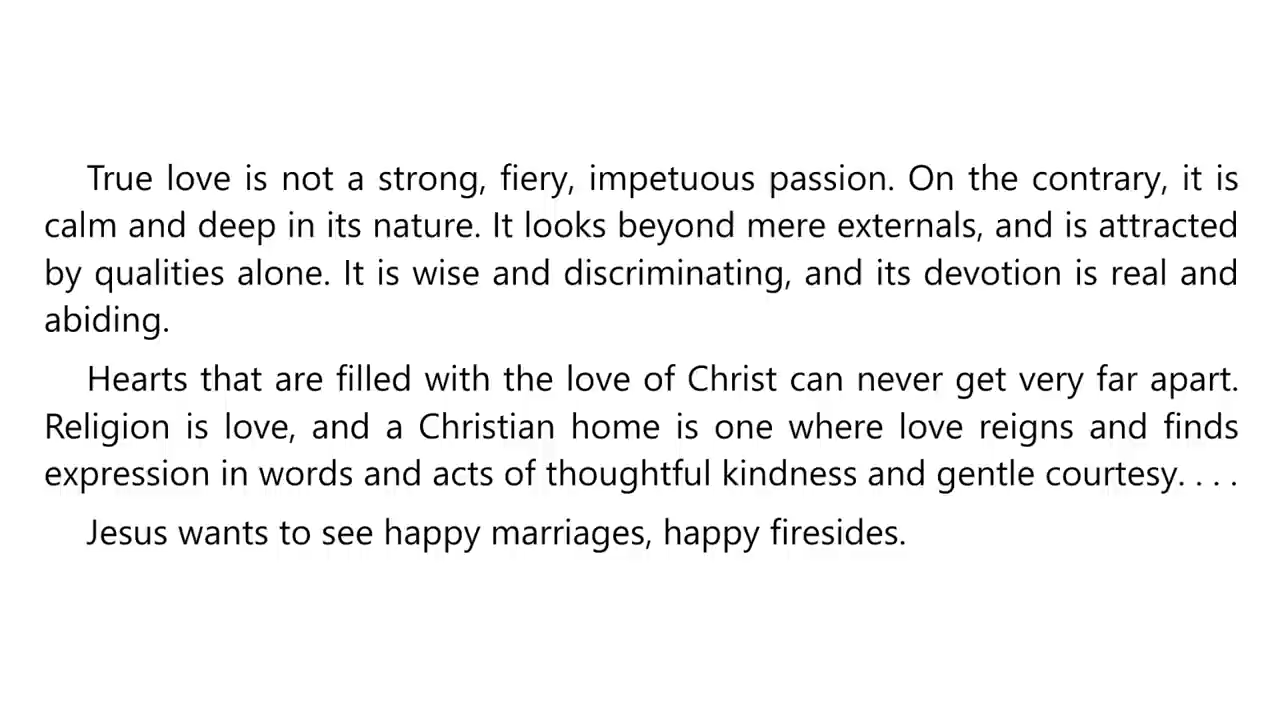 True love is not a strong, fiery, impetuous passion. On the contrary, it is
calm and deep in its nature. It looks beyond mere externals, and is attracted
by qualities alone. It is wise and discriminating, and its devotion is real and
abiding.
Hearts that are filled with the love of Christ can never get very far apart.
Religion is love, and a Christian home is one where love reigns and finds
expression in words and acts of thoughtful kindness and gentle courtesy. . . .
Jesus wants to see happy marriages, happy firesides.